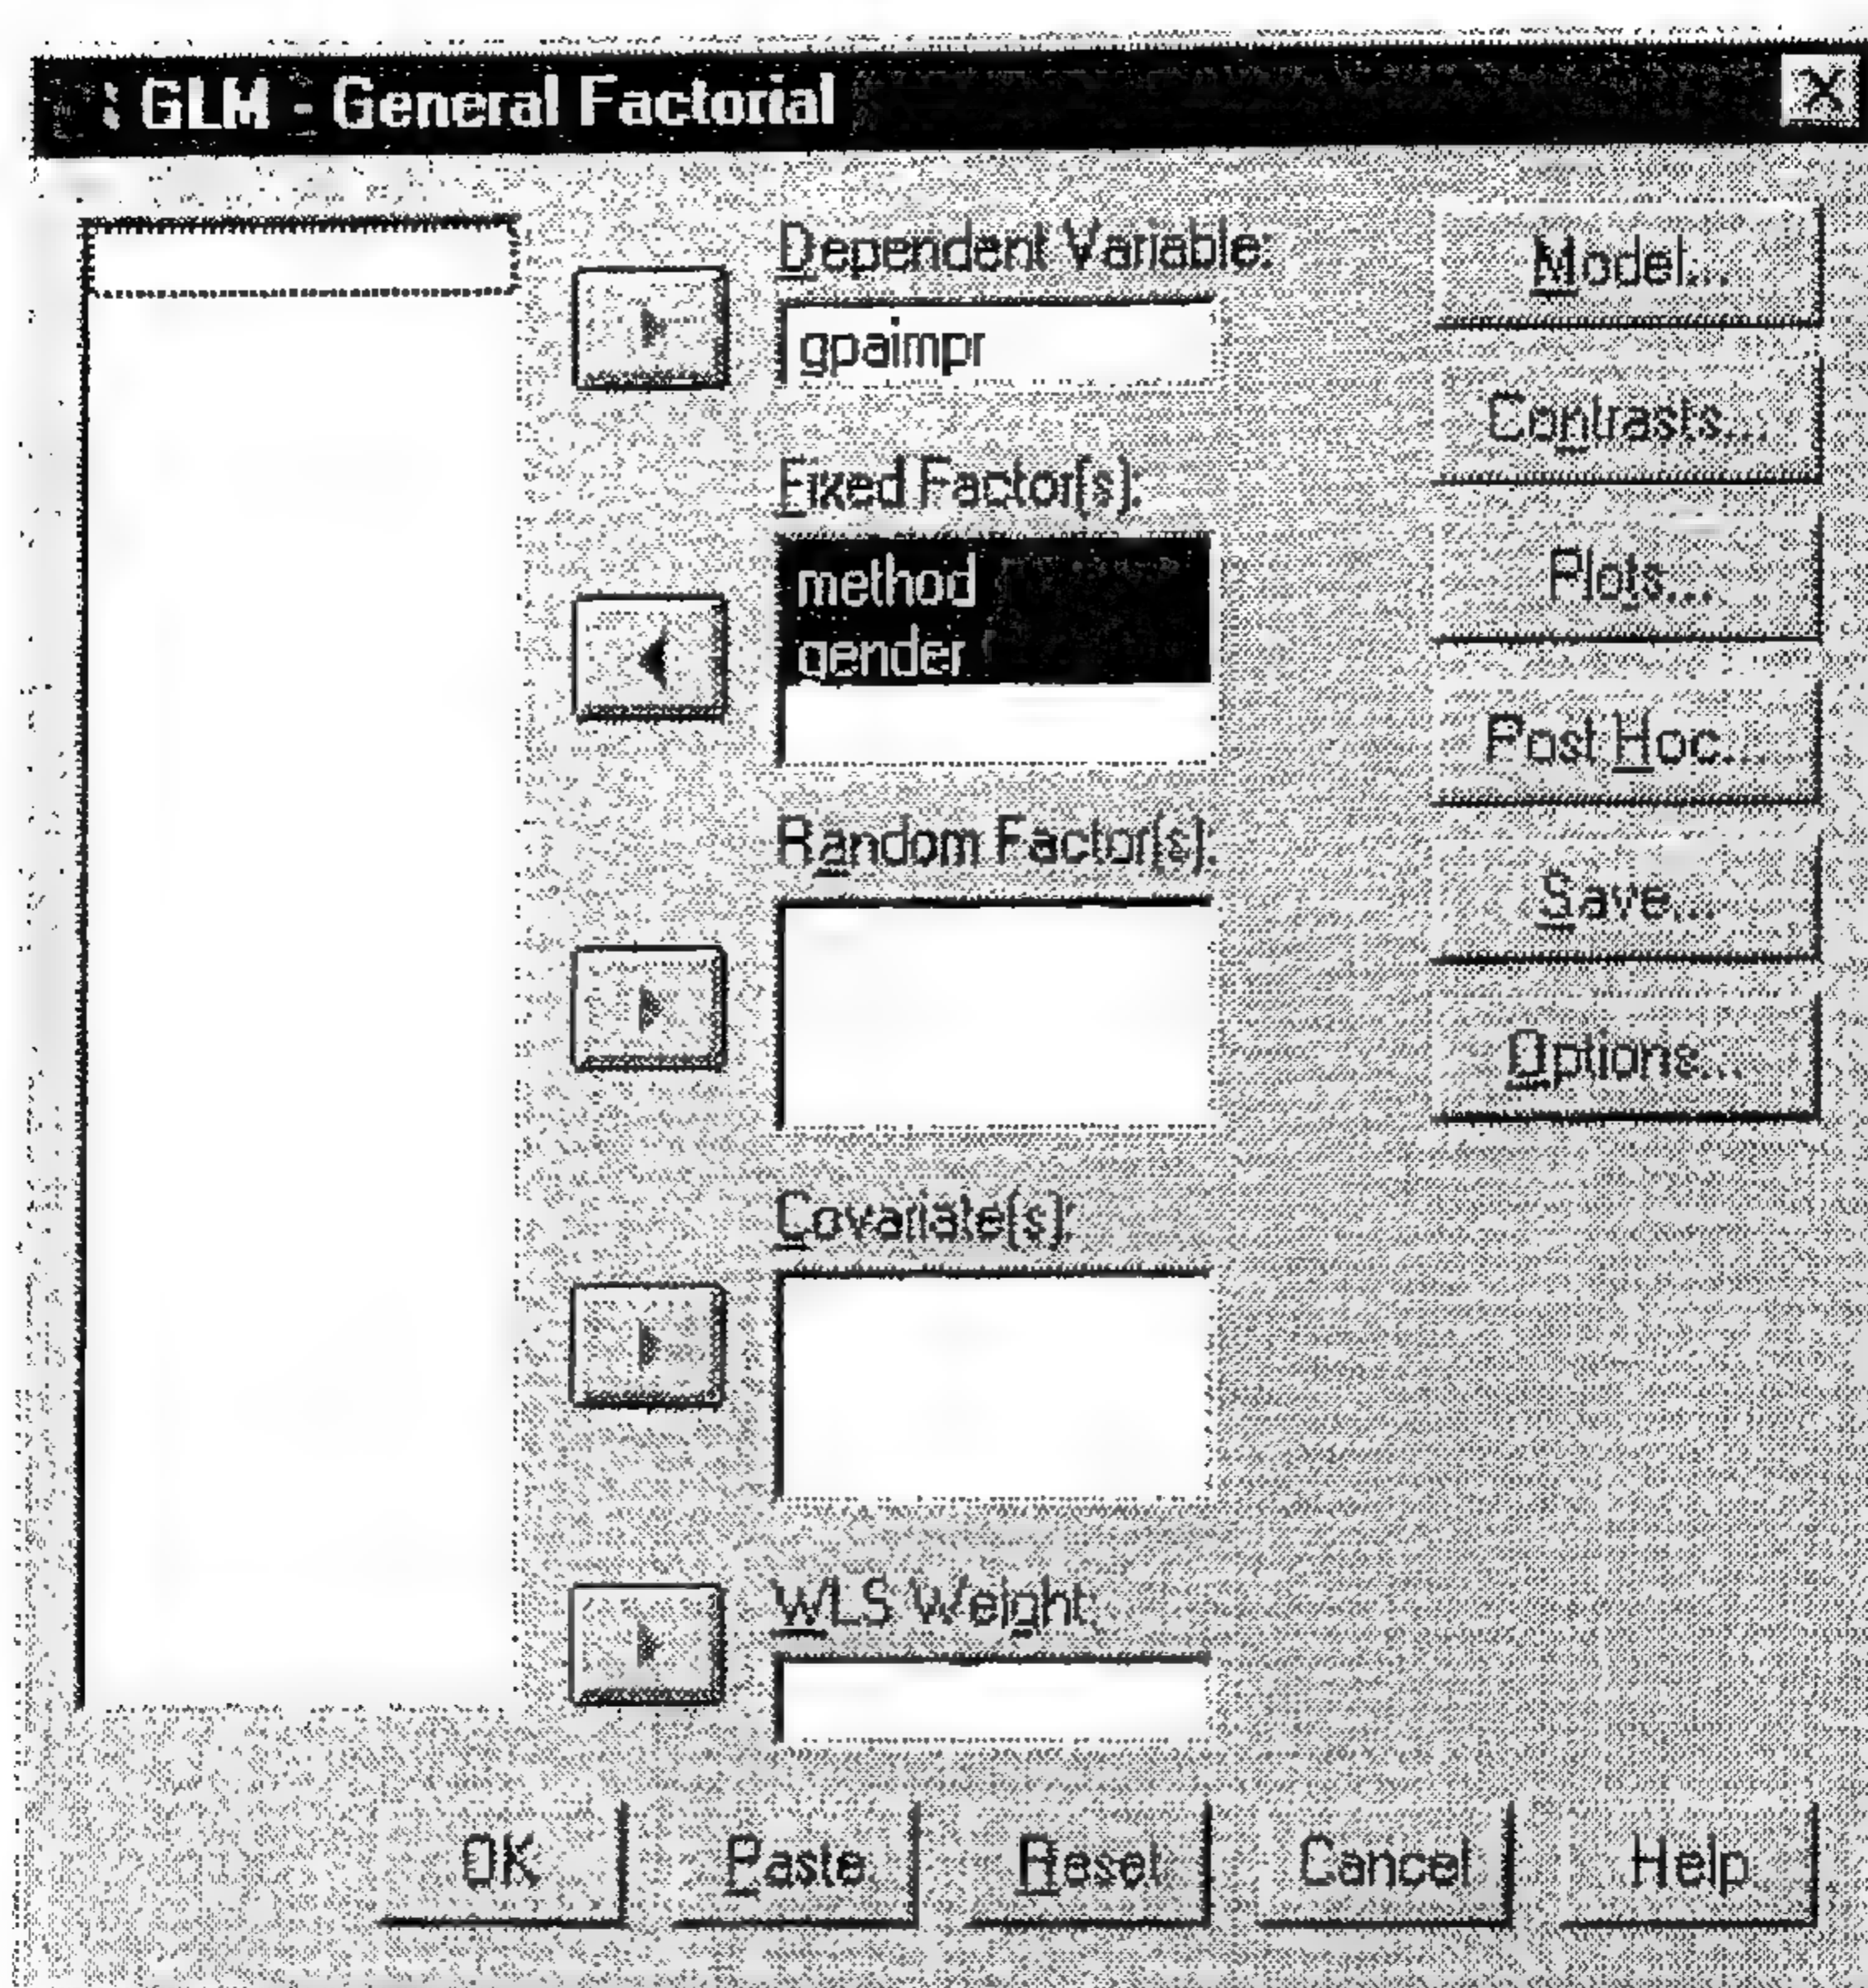 GLM - General Factorial
Dependent Variable:
gpaimpr
Fixed Factor(s):
method
gender
Random Factor(s):
Covariate(s):
WLS Weight:
Model...
Contrasts...
Plots...
Post Hoc...
Save...
Options...
OK
Paste
Reset
Cancel
Help